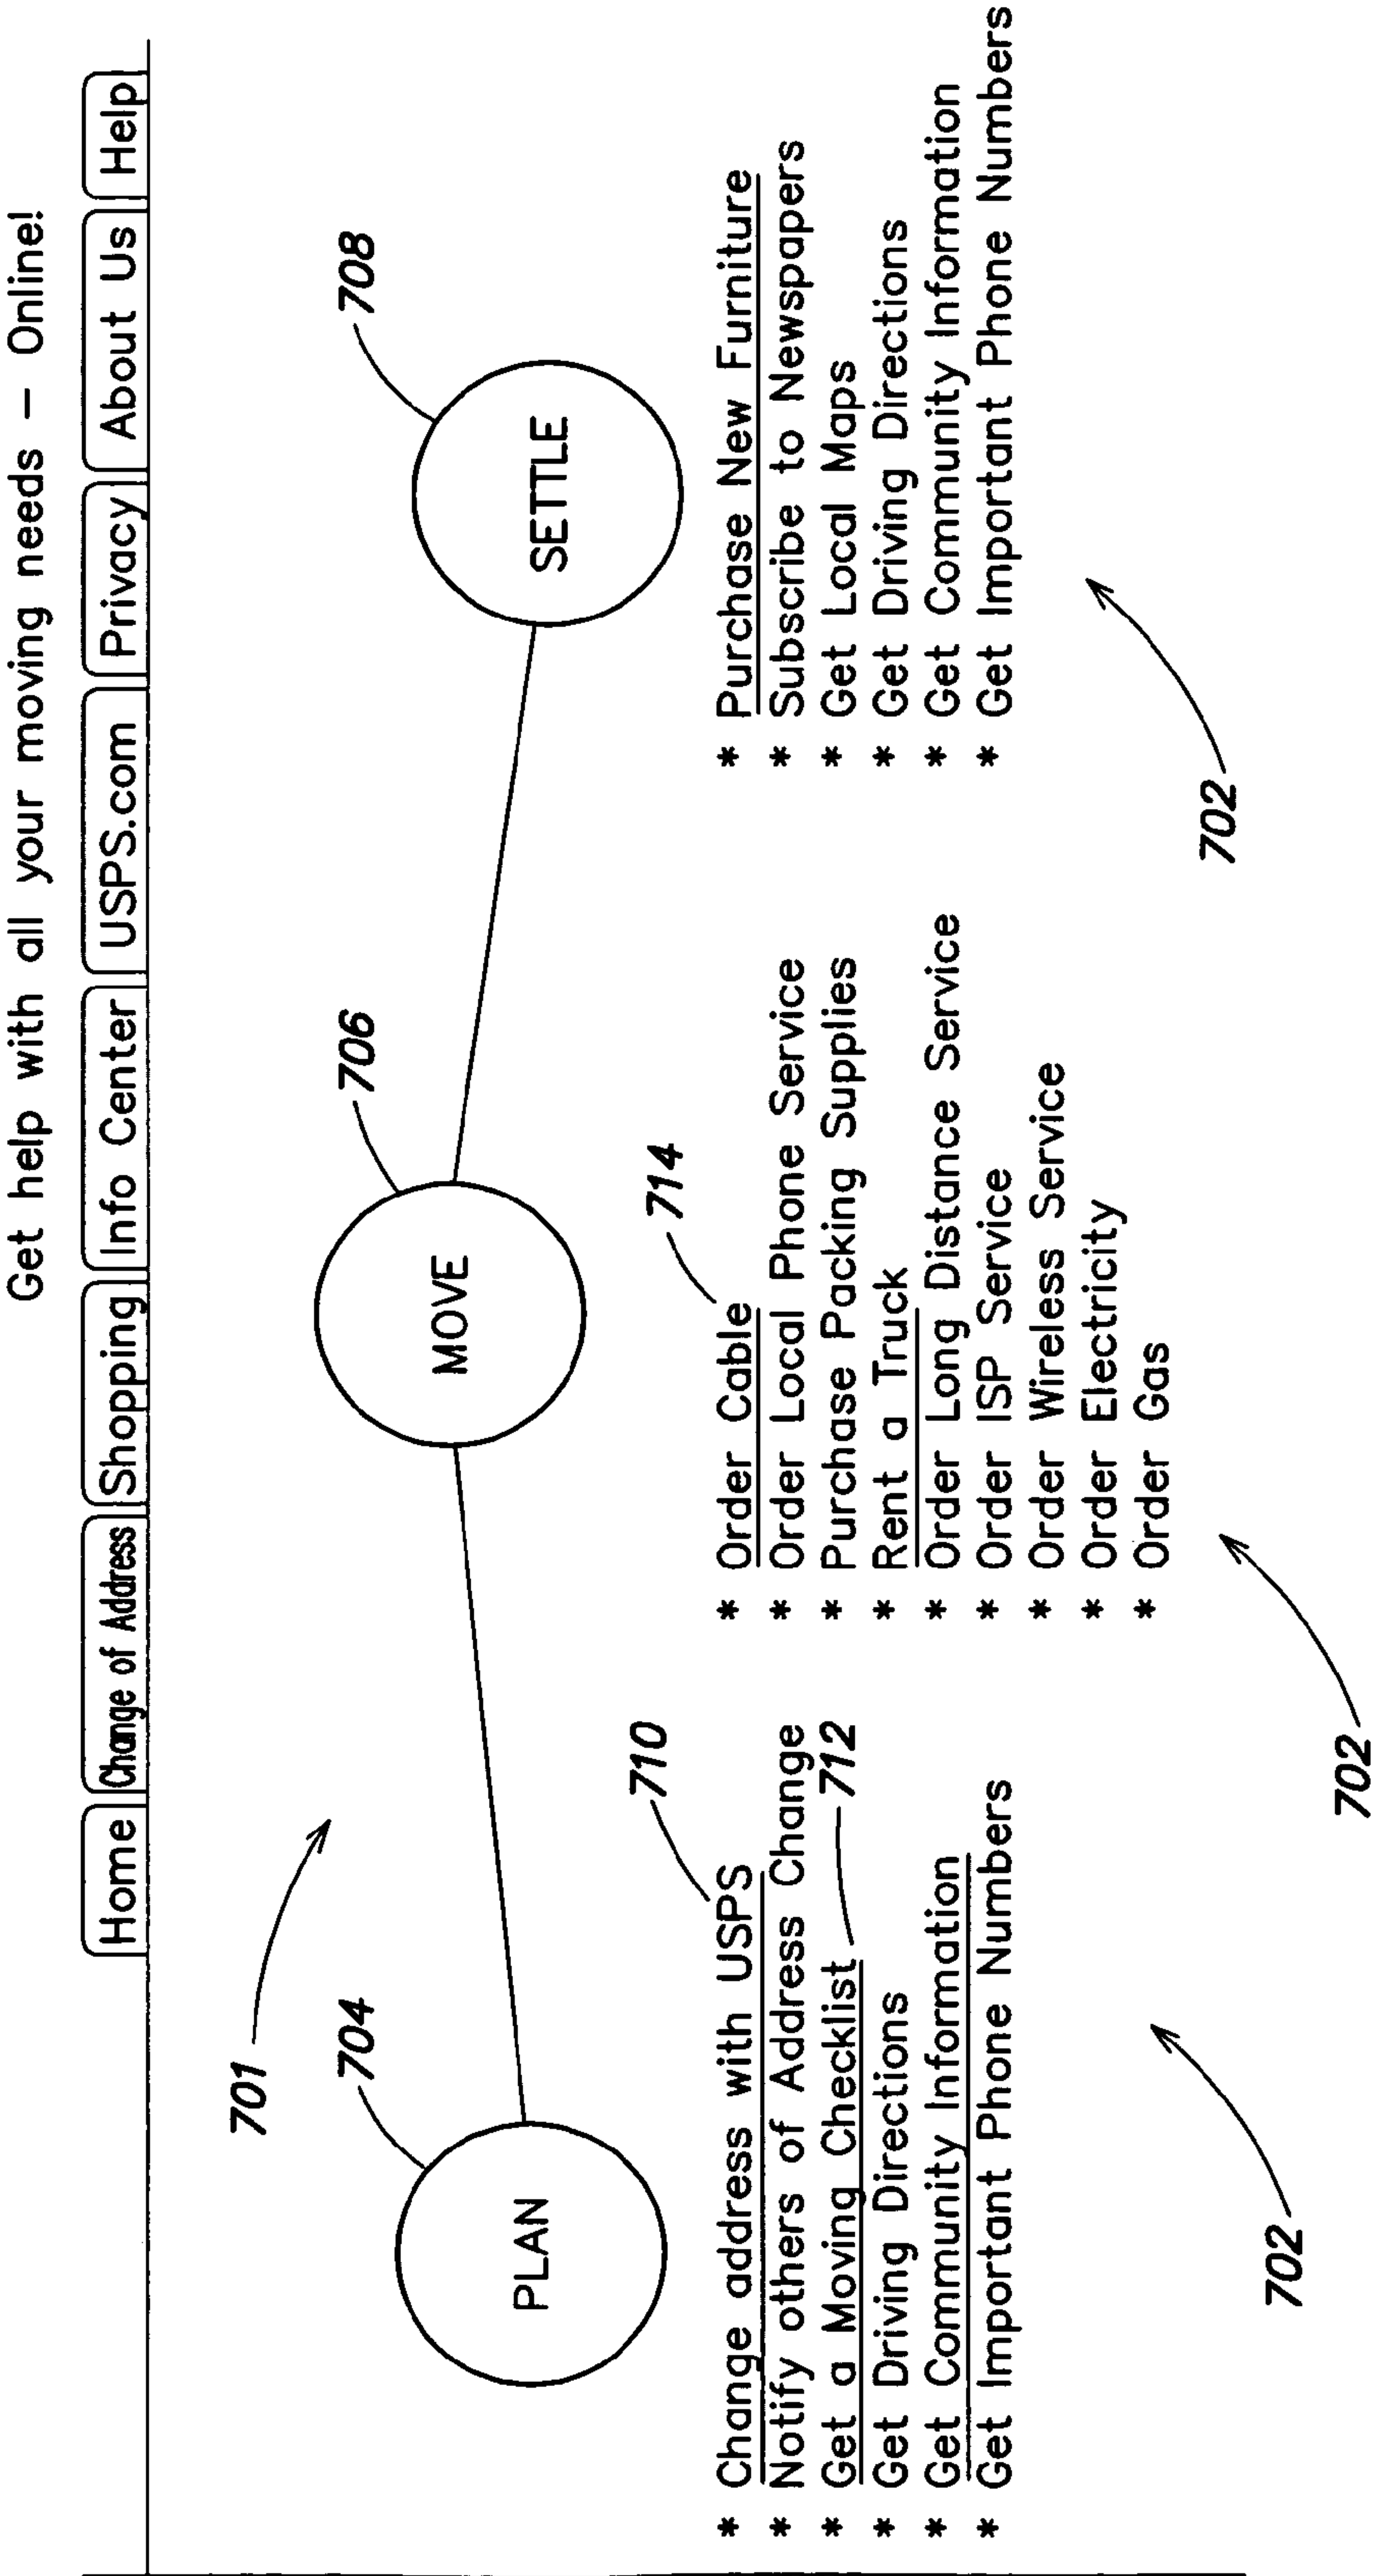 Get help with all your moving needs – Online!
Home
Change of Address
Shopping
Info Center
USPS.com
Privacy
About Us
Help
701
704
706
708
PLAN
MOVE
SETTLE
710
* Change address with USPS
* Notify others of Address Change
* Get a Moving Checklist
712
* Get Driving Directions
* Get Community Information
* Get Important Phone Numbers
702
714
* Order Cable
* Order Local Phone Service
* Purchase Packing Supplies
* Rent a Truck
* Order Long Distance Service
* Order ISP Service
* Order Wireless Service
* Order Electricity
* Order Gas
702
* Purchase New Furniture
* Subscribe to Newspapers
* Get Local Maps
* Get Driving Directions
* Get Community Information
* Get Important Phone Numbers
702